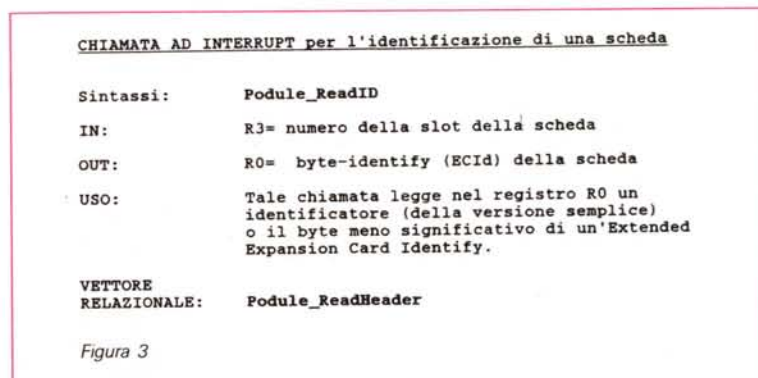 CHIAMATA AD INTERRUPT per l'identificazione di una scheda
Sintassi: Podule_ReadID
IN: R3= numero della slot della scheda
OUT: R0= byte-identify (ECId) della scheda
USO: Tale chiamata legge nel registro R0 un
identificatore (della versione semplice)
o il byte meno significativo di un'Extended
Expansion Card Identify.
VETTORE
RELAZIONALE: Podule_ReadHeader
Figura 3